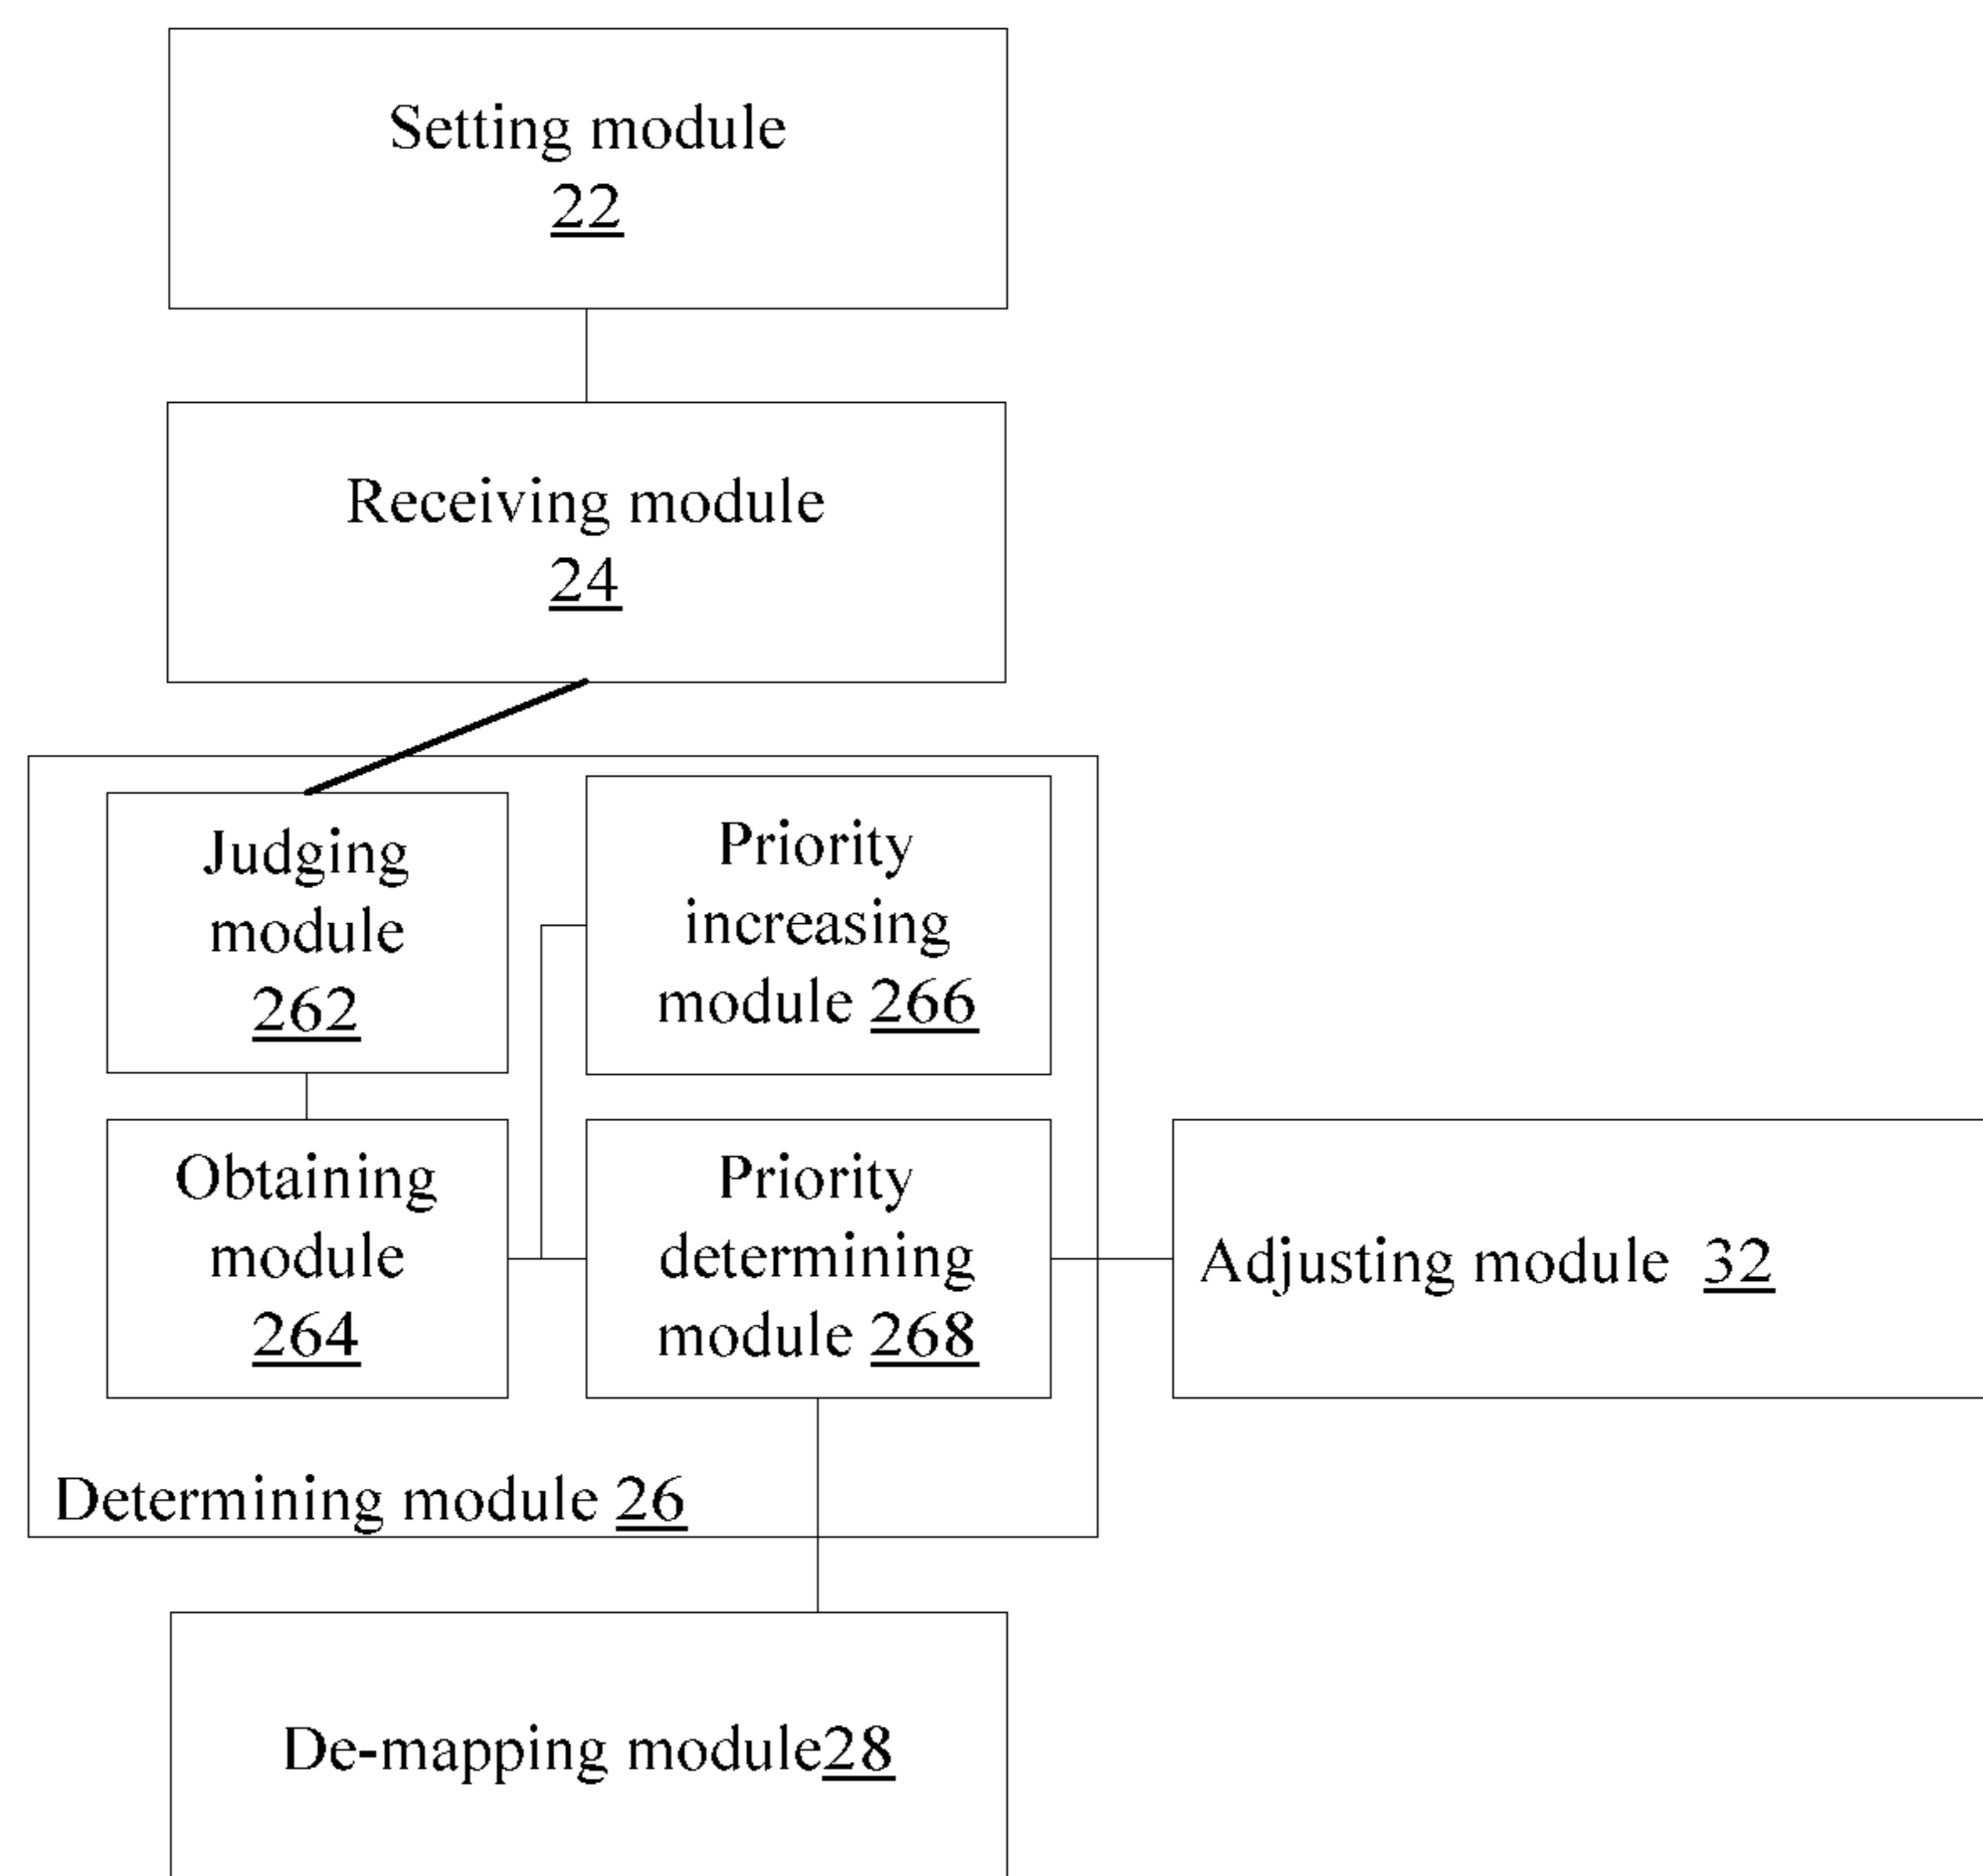 Setting module
22
Receiving module
24
Judging
module
262
Priority
increasing
module 266
Obtaining
module
264
Priority
determining
module 268
Adjusting module 32
Determining module 26
De-mapping module28